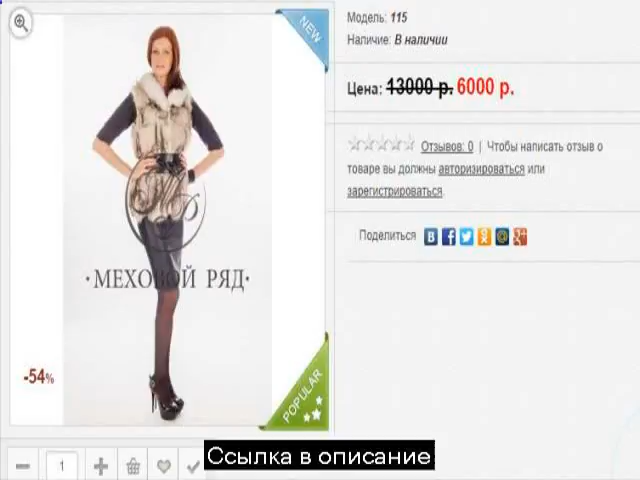 NEW
Модель: 115
Наличие: В наличии
Цена: 13000 р. 6000 р.
Отзывов: 0 | Чтобы написать отзыв о
товаре вы должны авторизироваться или
зарегистрироваться.
Поделиться
·МЕХОВОЙ РЯД·
-54%
POPULAR
1
Ссылка в описание